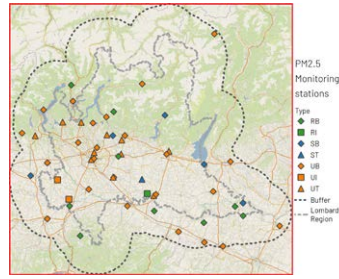 PM2.5
Monitoring
stations
Type
RB
RI
SB
ST
UB
UI
UT
Buffer
Lombard
Region